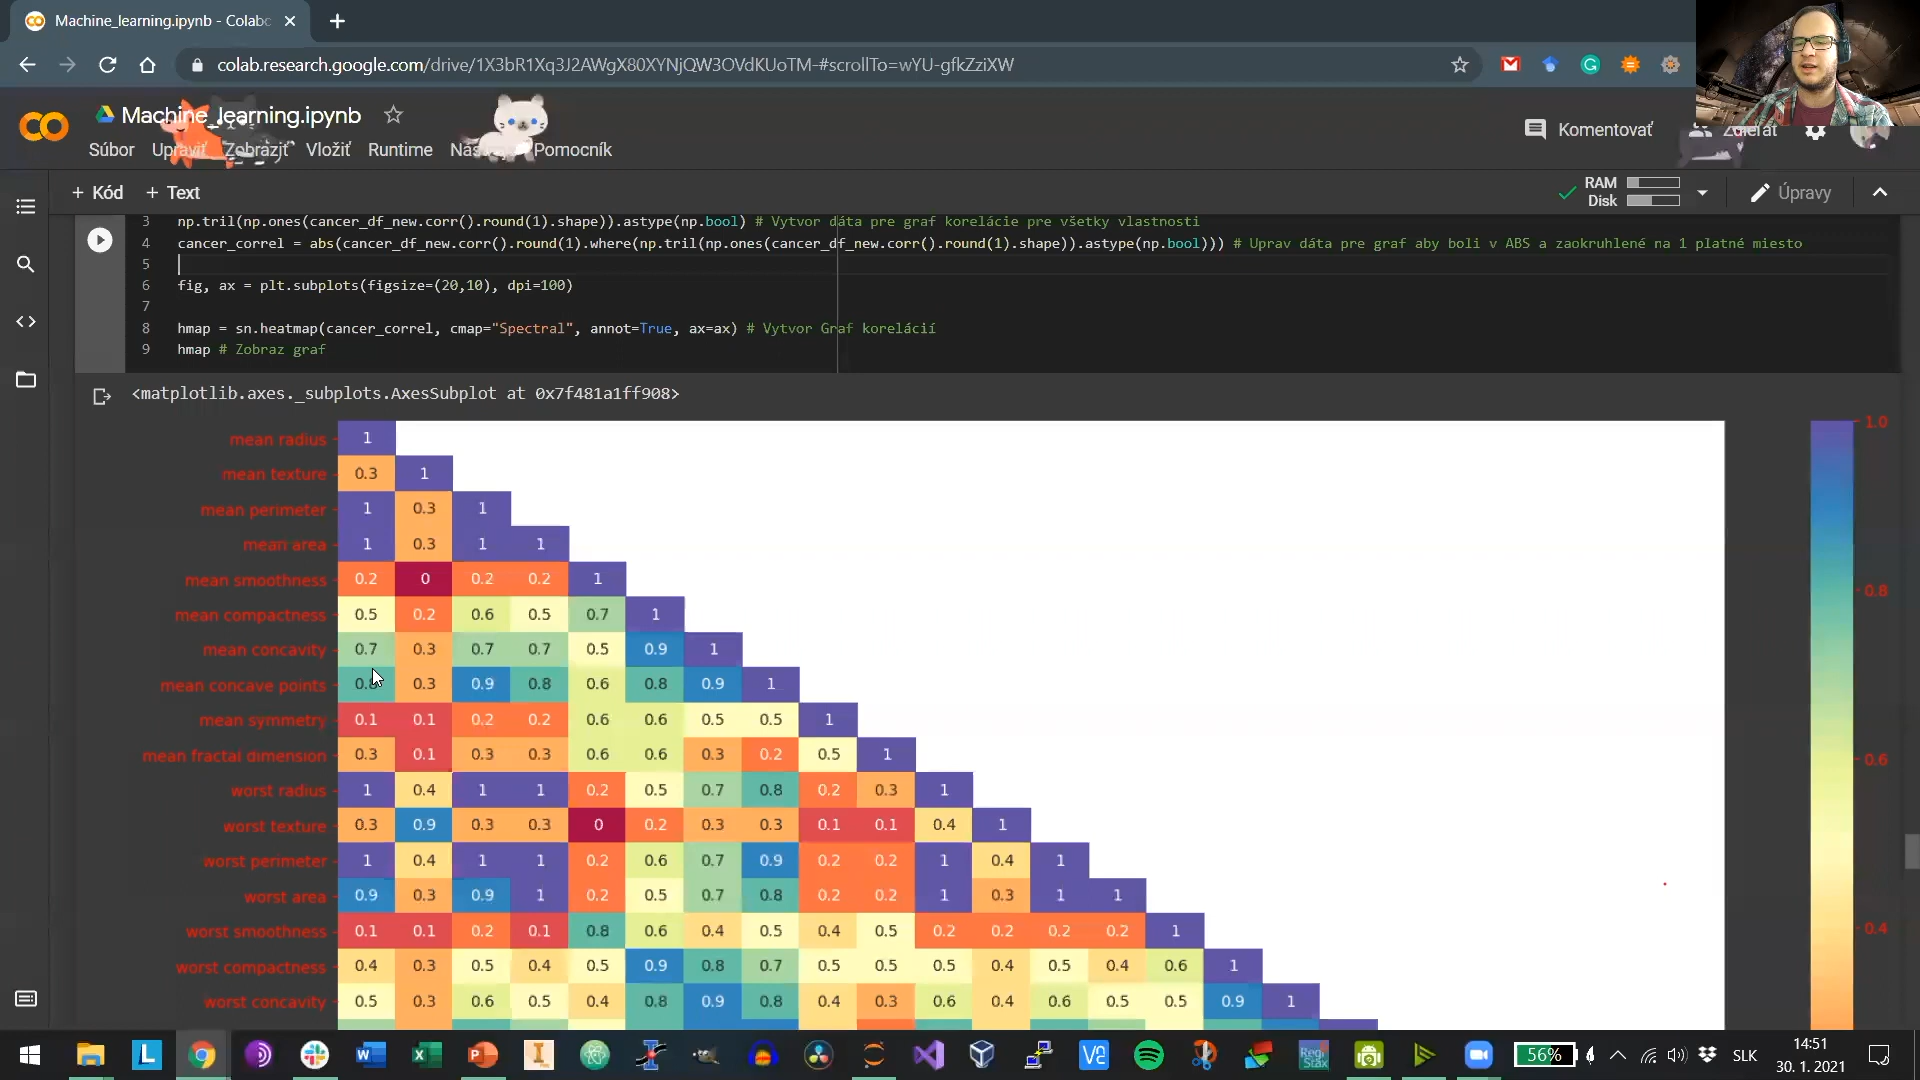 Machine_learning.ipynb - Colabc
colab.research.google.com/drive/1X3bR1Xq3J2AWgX80XYNjQW3OVdKUoTM-#scrollTo=wYU-gfkZziXW
Machine_learning.ipynb
Komentovať
Zdieľať
Súbor Upraviť Zobraziť Vložiť Runtime Pomocník
+ Kód + Text
RAM
Disk
Úpravy
3 np.tril(np.ones(cancer_df_new.corr().round(1).shape)).astype(np.bool) # Vytvor dáta pre graf korelácie pre všetky vlastnosti
4 cancer_correl = abs(cancer_df_new.corr().round(1).where(np.tril(np.ones(cancer_df_new.corr().round(1).shape)).astype(np.bool))) # Uprav dáta pre graf aby boli v ABS a zaokruhlené na 1 platné miesto
5
6 fig, ax = plt.subplots(figsize=(20,10), dpi=100)
7
8 hmap = sn.heatmap(cancer_correl, cmap="Spectral", annot=True, ax=ax) # Vytvor Graf korelácií
9 hmap # Zobraz graf
<matplotlib.axes._subplots.AxesSubplot at 0x7f481a1ff908>
mean radius 1
mean texture 0.3 1
mean perimeter 1 0.3 1
mean area 1 0.3 1 1
mean smoothness 0.2 0 0.2 0.2 1
mean compactness 0.5 0.2 0.6 0.5 0.7 1
mean concavity 0.7 0.3 0.7 0.7 0.5 0.9 1
mean concave points 0.8 0.3 0.9 0.8 0.6 0.8 0.9 1
mean symmetry 0.1 0.1 0.2 0.2 0.6 0.6 0.5 0.5 1
mean fractal dimension 0.3 0.1 0.3 0.3 0.6 0.6 0.3 0.2 0.5 1
worst radius 1 0.4 1 1 0.2 0.5 0.7 0.8 0.2 0.3 1
worst texture 0.3 0.9 0.3 0.3 0 0.2 0.3 0.3 0.1 0.1 0.4 1
worst perimeter 1 0.4 1 1 0.2 0.6 0.7 0.9 0.2 0.2 1 0.4 1
worst area 0.9 0.3 0.9 1 0.2 0.5 0.7 0.8 0.2 0.2 1 0.3 1 1
worst smoothness 0.1 0.1 0.2 0.1 0.8 0.6 0.4 0.5 0.4 0.5 0.2 0.2 0.2 0.2 1
worst compactness 0.4 0.3 0.5 0.4 0.5 0.9 0.8 0.7 0.5 0.5 0.5 0.4 0.5 0.4 0.6 1
worst concavity 0.5 0.3 0.6 0.5 0.4 0.8 0.9 0.8 0.4 0.3 0.6 0.4 0.6 0.5 0.5 0.9 1
1.0
0.8
0.6
0.4
56%
SLK
14:51
30. 1. 2021